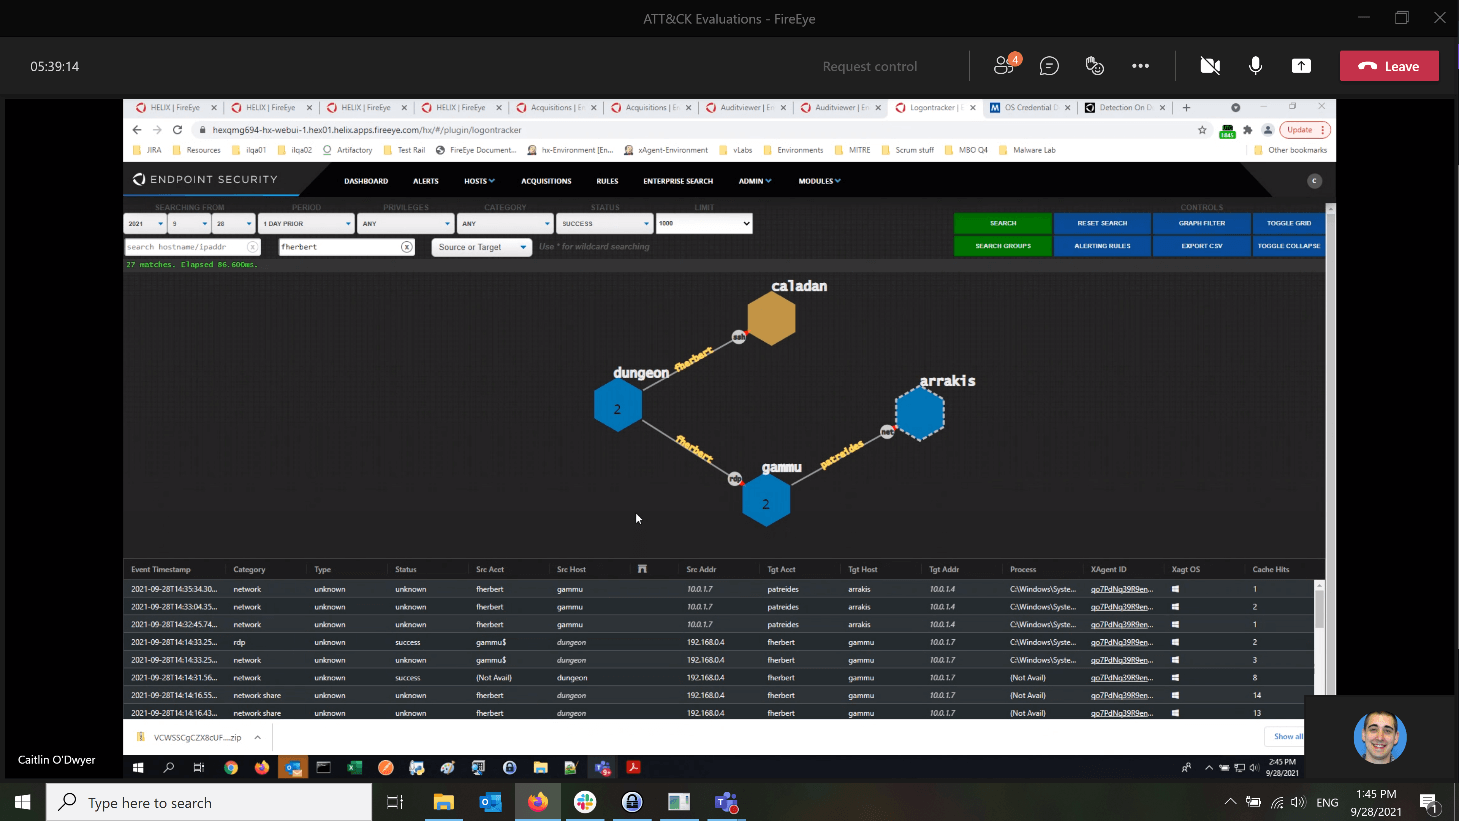 ATT&CK Evaluations - FireEye
05:39:14
Request control
4
Leave
HELIX | FireEye
HELIX | FireEye
HELIX | FireEye
HELIX | FireEye
Acquisitions | En
Acquisitions | En
Auditviewer | En
Auditviewer | En
Logontracker |
OS Credential D
Detection On D
hexqmg694-hx-webui-1.hex01.helix.apps.fireeye.com/hx/#/plugin/logontracker
Update
JIRA
Resources
ilqa01
ilqa02
Artifactory
Test Rail
FireEye Document...
hx-Environment [En...
xAgent-Environment
vLabs
Environments
MITRE
Scrum stuff
MBO Q4
Malware Lab
Other bookmarks
ENDPOINT SECURITY
DASHBOARD
ALERTS
HOSTS
ACQUISITIONS
RULES
ENTERPRISE SEARCH
ADMIN
MODULES
C
SEARCHING FROM
PERIOD
PRIVILEGES
CATEGORY
STATUS
LIMIT
CONTROLS
2021
9
28
1 DAY PRIOR
ANY
ANY
SUCCESS
1000
SEARCH
RESET SEARCH
GRAPH FILTER
TOGGLE GRID
search hostname/ipaddr
fherbert
Source or Target
Use * for wildcard searching
SEARCH GROUPS
ALERTING RULES
EXPORT CSV
TOGGLE COLLAPSE
27 matches. Elapsed 86.600ms.
caladan
ssh
fherbert
dungeon
2
arrakis
net
fherbert
patreides
gammu
rdp
2
Event Timestamp Category Type Status Src Acct Src Host Src Addr Tgt Acct Tgt Host Tgt Addr Process XAgent ID Xagt OS Cache Hits
2021-09-28T14:35:34.30... network unknown unknown fherbert gammu 10.0.1.7 patreides arrakis 10.0.1.4 C:\Windows\Syste... qo7PdNq39R9en... 1
2021-09-28T14:33:04.35... network unknown unknown fherbert gammu 10.0.1.7 patreides arrakis 10.0.1.4 C:\Windows\Syste... qo7PdNq39R9en... 2
2021-09-28T14:32:45.74... network unknown unknown fherbert gammu 10.0.1.7 patreides arrakis 10.0.1.4 C:\Windows\Syste... qo7PdNq39R9en... 1
2021-09-28T14:14:33.25... rdp unknown success gammu$ dungeon 192.168.0.4 fherbert gammu 10.0.1.7 C:\Windows\Syste... qo7PdNq39R9en... 2
2021-09-28T14:14:33.25... network unknown unknown gammu$ dungeon 192.168.0.4 fherbert gammu 10.0.1.7 C:\Windows\Syste... qo7PdNq39R9en... 3
2021-09-28T14:14:31.56... network unknown success (Not Avail) dungeon 192.168.0.4 fherbert gammu 10.0.1.7 (Not Avail) qo7PdNq39R9en... 8
2021-09-28T14:14:16.55... network share unknown unknown fherbert dungeon 192.168.0.4 fherbert gammu 10.0.1.7 (Not Avail) qo7PdNq39R9en... 14
2021-09-28T14:14:16.43... network share unknown unknown fherbert dungeon 192.168.0.4 fherbert gammu 10.0.1.7 (Not Avail) qo7PdNq39R9en... 13
VCWSSCgCZX8cUF....zip
Show all
Caitlin O'Dwyer
2:45 PM
9/28/2021
Type here to search
ENG
1:45 PM
9/28/2021
1